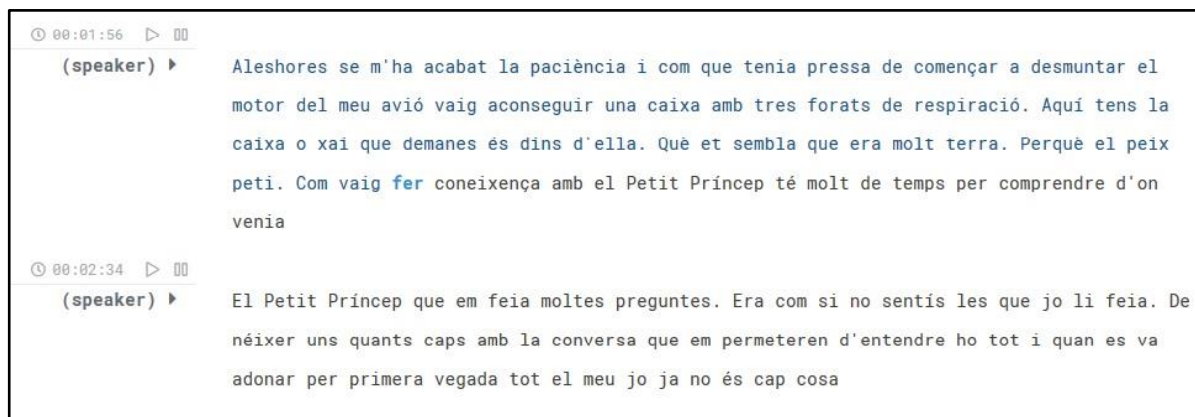 00:01:56
(speaker) Aleshores se m'ha acabat la paciència i com que tenia pressa de començar a desmuntar el
motor del meu avió vaig aconseguir una caixa amb tres forats de respiració. Aquí tens la
caixa o xai que demanes és dins d'ella. Què et sembla que era molt terra. Perquè el peix
peti. Com vaig fer coneixença amb el Petit Príncep té molt de temps per comprendre d'on
venia
00:02:34
(speaker) El Petit Príncep que em feia moltes preguntes. Era com si no sentís les que jo li feia. De
néixer uns quants caps amb la conversa que em permeteren d'entendre ho tot i quan es va
adonar per primera vegada tot el meu jo ja no és cap cosa